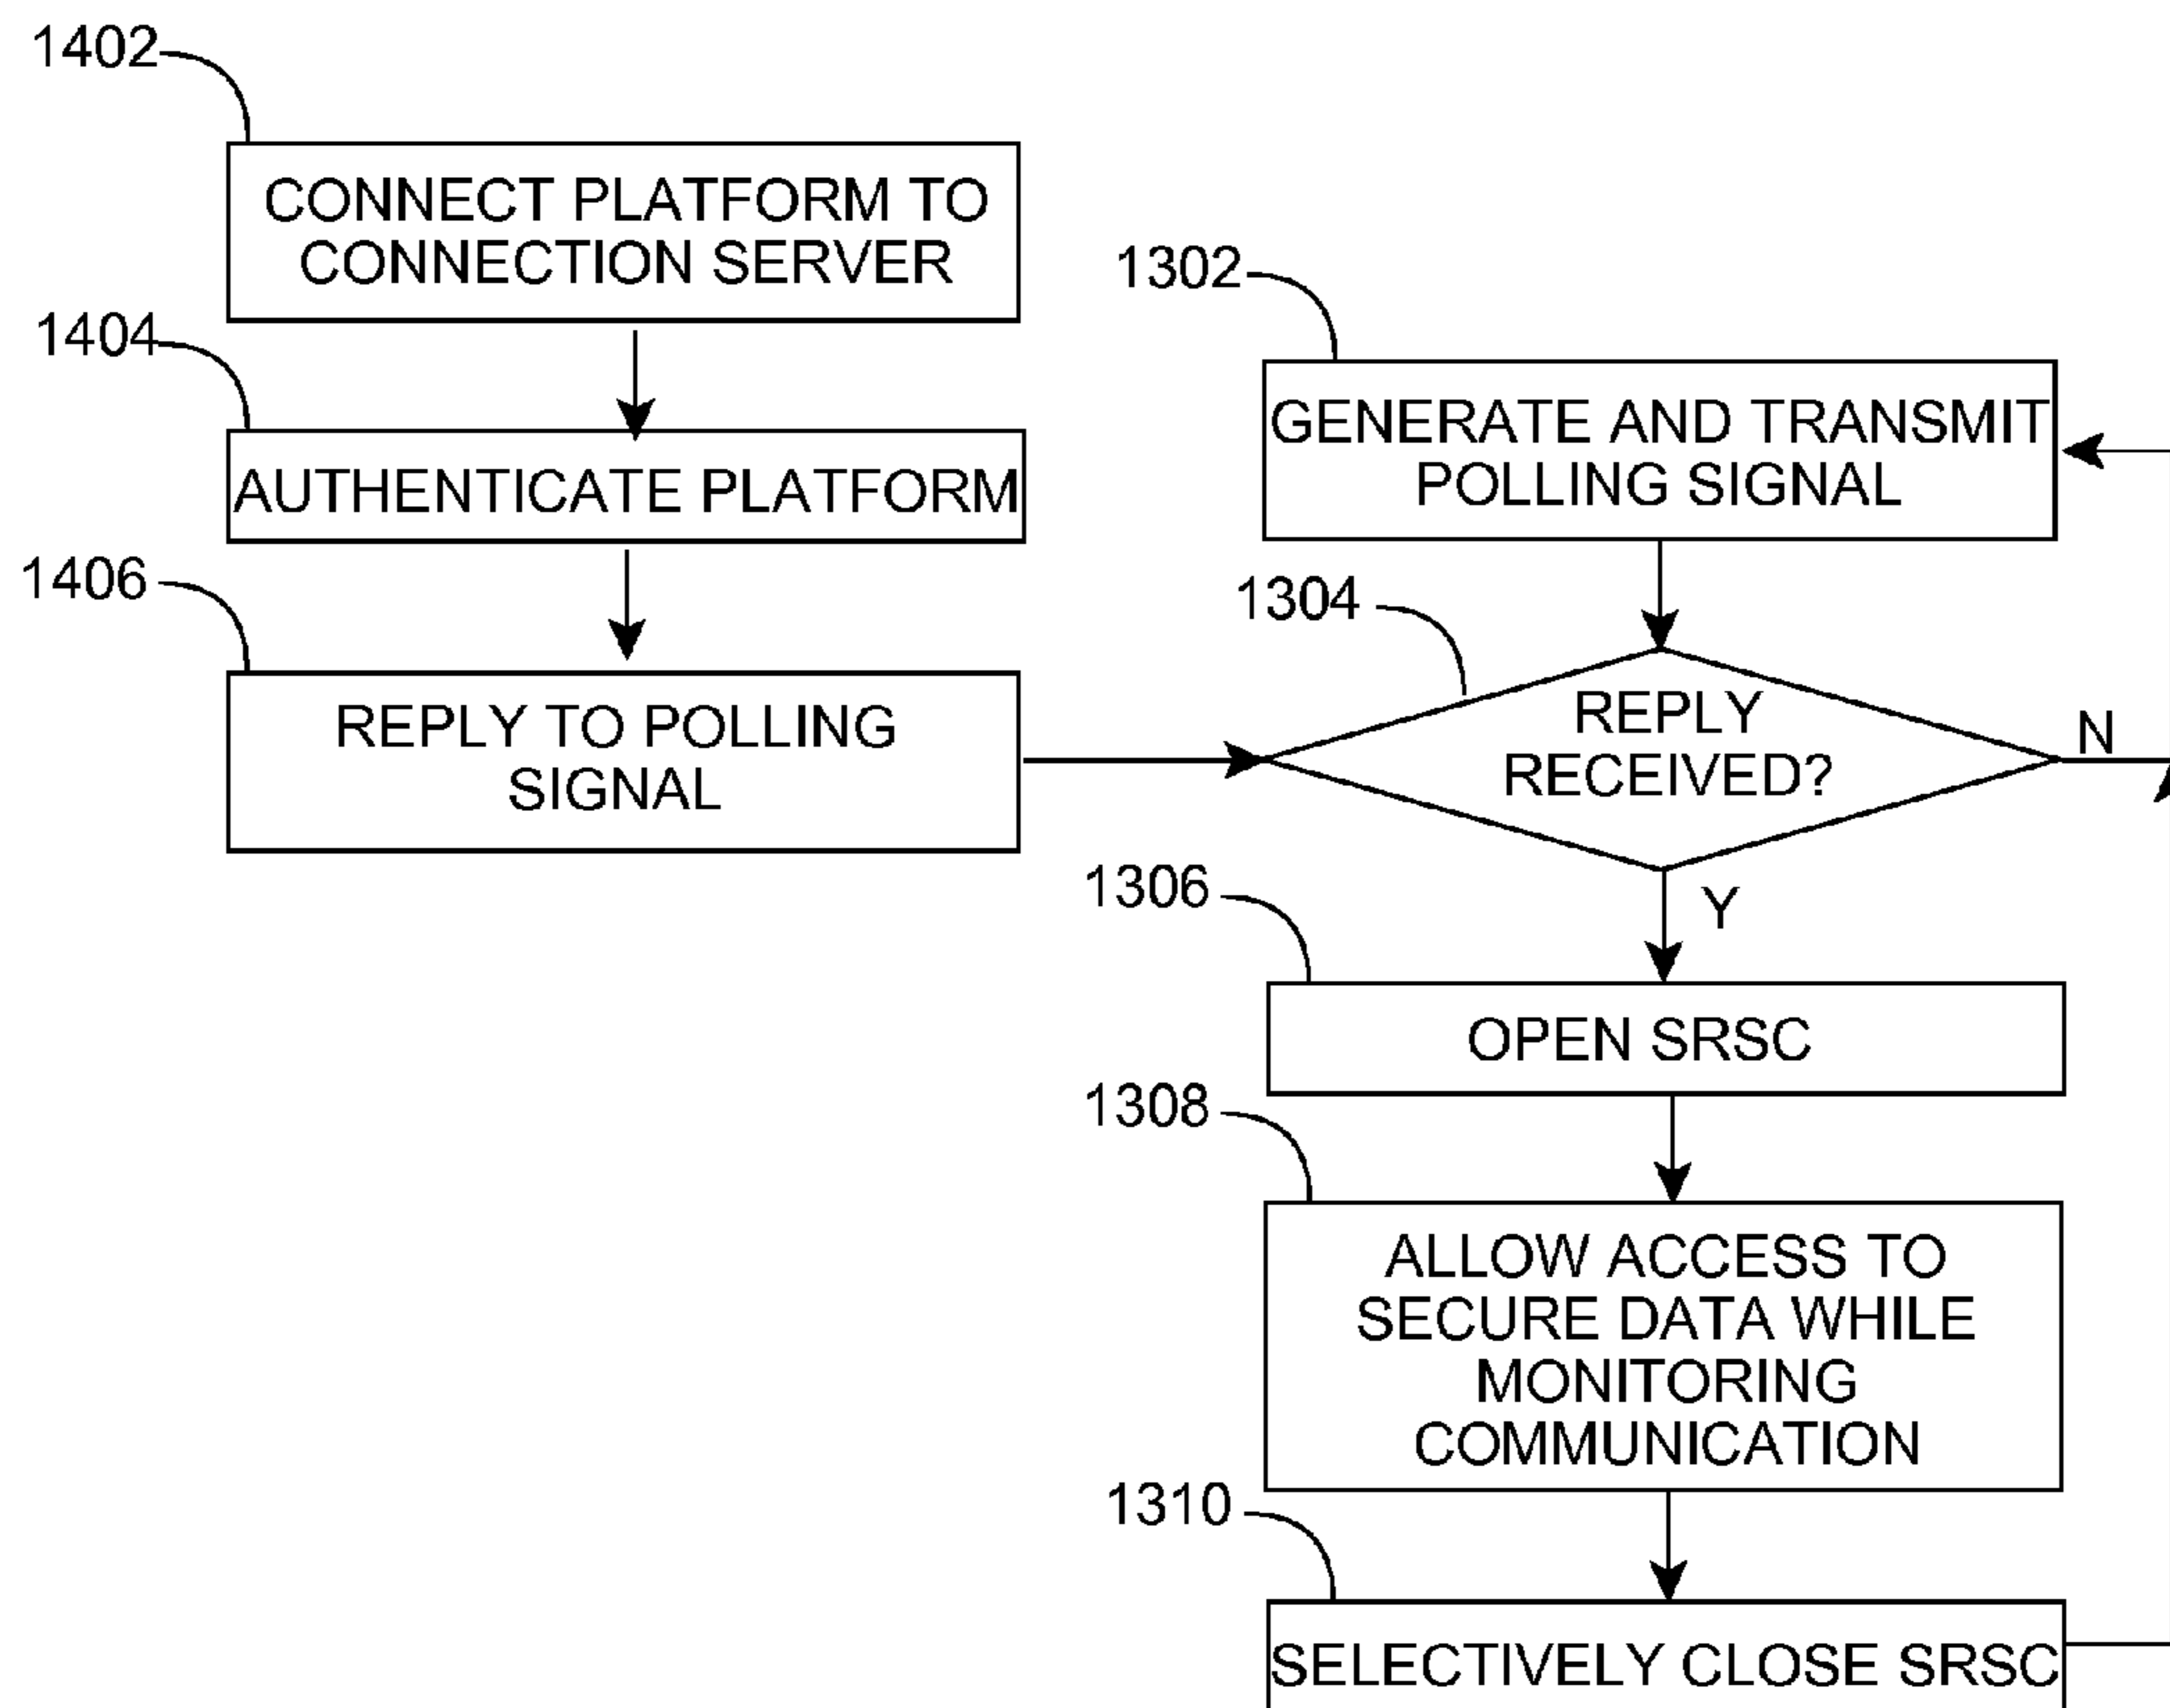 1402
CONNECT PLATFORM TO
CONNECTION SERVER
1404
AUTHENTICATE PLATFORM
1406
REPLY TO POLLING
SIGNAL
1302
GENERATE AND TRANSMIT
POLLING SIGNAL
1304
REPLY
RECEIVED?
N
Y
1306
OPEN SRSC
1308
ALLOW ACCESS TO
SECURE DATA WHILE
MONITORING
COMMUNICATION
1310
SELECTIVELY CLOSE SRSC